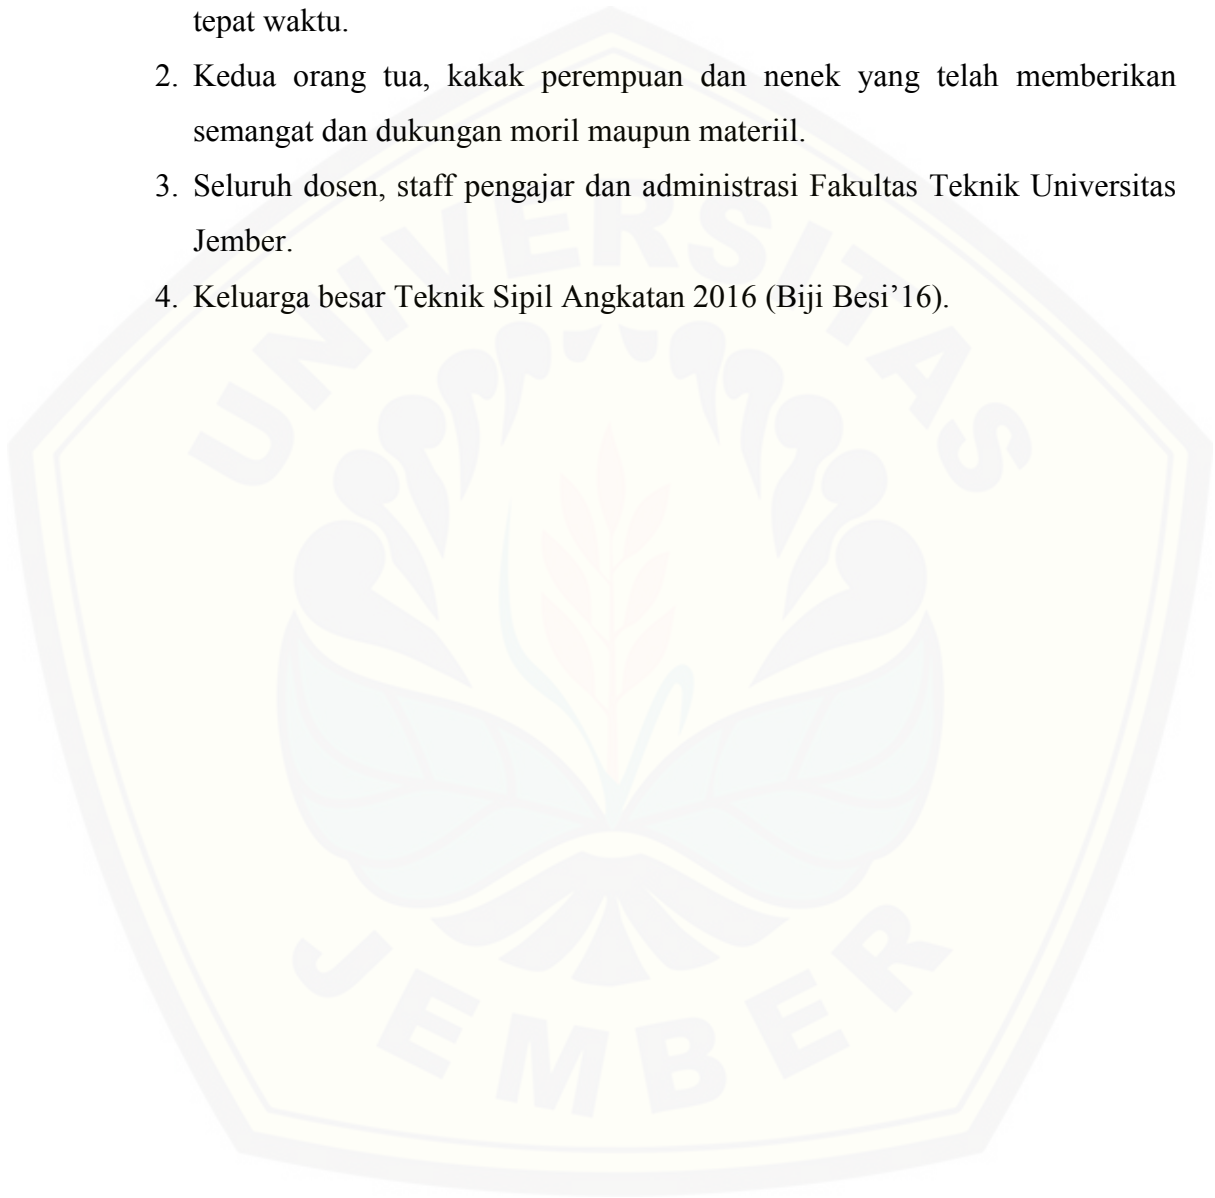 tepat waktu.
2. Kedua orang tua, kakak perempuan dan nenek yang telah memberikan
semangat dan dukungan moril maupun materiil.
3. Seluruh dosen, staff pengajar dan administrasi Fakultas Teknik Universitas
Jember.
4. Keluarga besar Teknik Sipil Angkatan 2016 (Biji Besi’16).
UNIVERSITAS
JEMBER